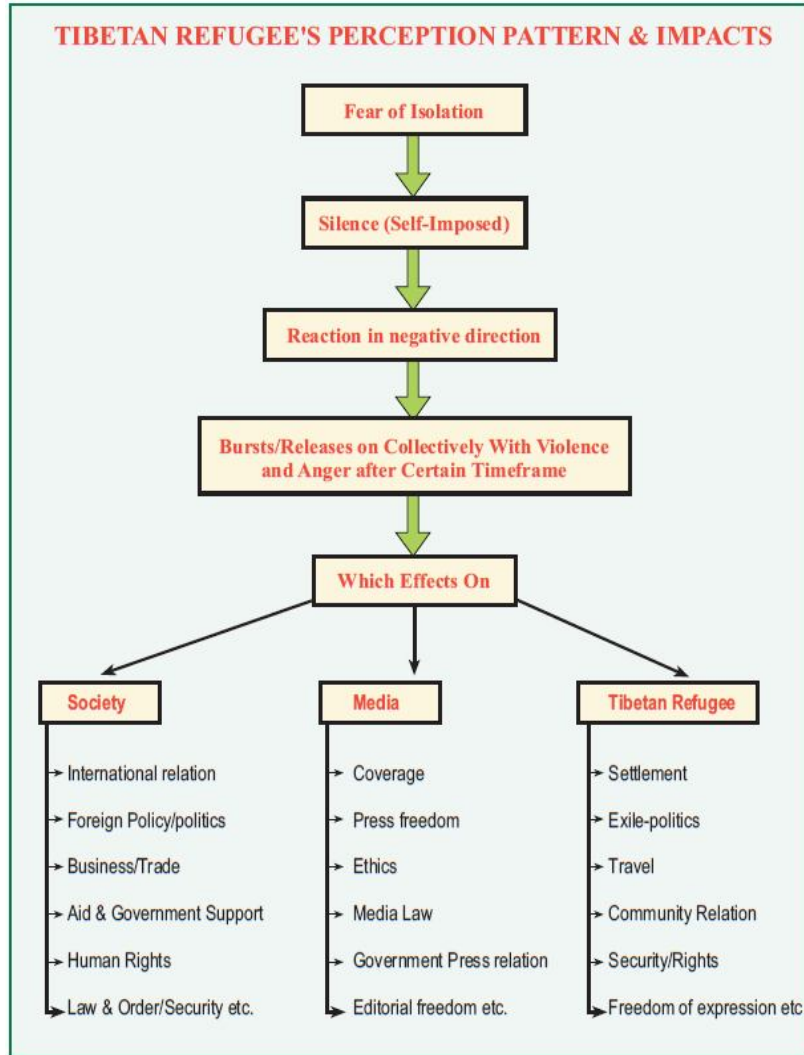 TIBETAN REFUGEE'S PERCEPTION PATTERN & IMPACTS
Fear of Isolation
Silence (Self-Imposed)
Reaction in negative direction
Bursts/Releases on Collectively With Violence
and Anger after Certain Timeframe
Which Effects On
Society
International relation
Foreign Policy/politics
Business/Trade
Aid & Government Support
Human Rights
Law & Order/Security etc.
Media
Coverage
Press freedom
Ethics
Media Law
Government Press relation
Editorial freedom etc.
Tibetan Refugee
Settlement
Exile-politics
Travel
Community Relation
Security/Rights
Freedom of expression etc